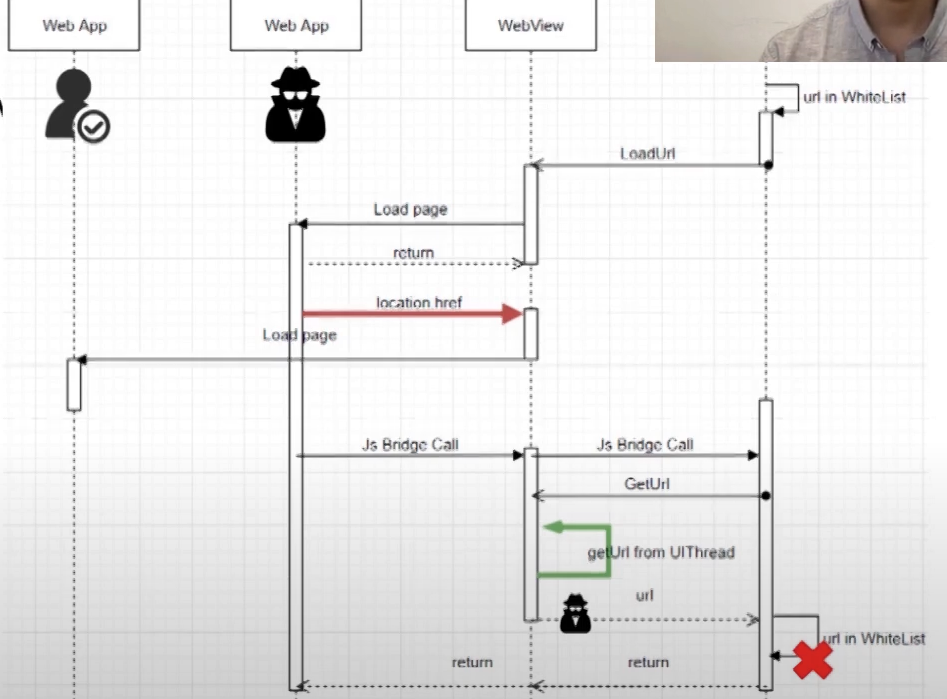 Web App
Web App
WebView
url in WhiteList
LoadUrl
Load page
return
location href
Load page
Js Bridge Call
Js Bridge Call
GetUrl
getUrl from UIThread
url
url in WhiteList
return
return